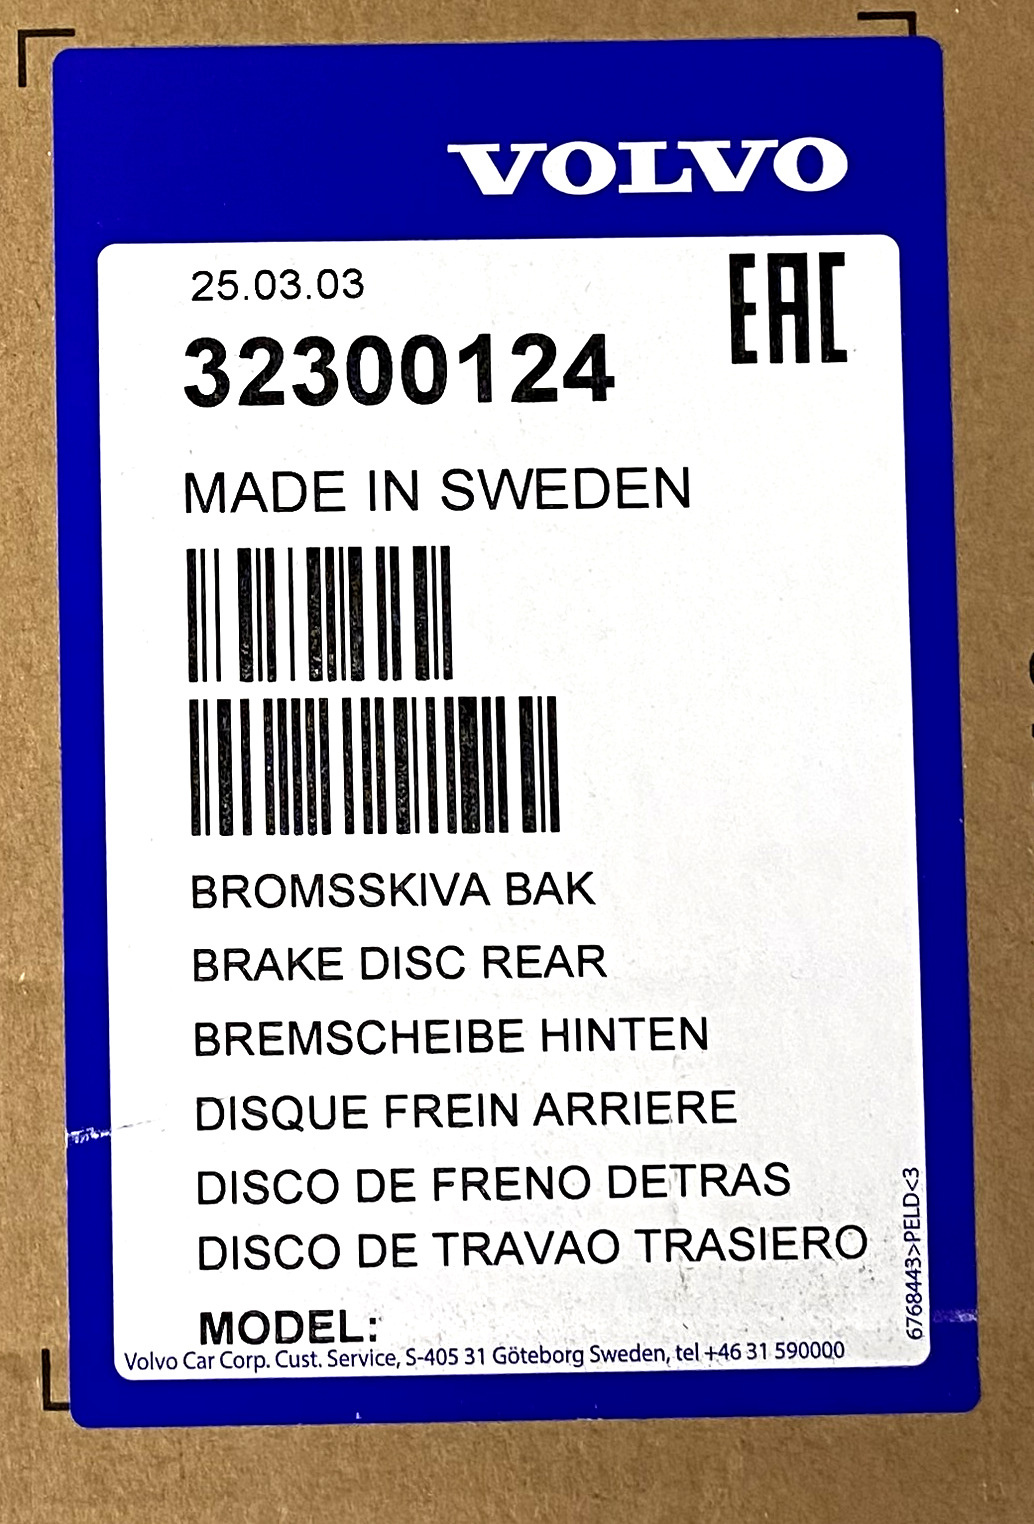 VOLVO
25.03.03
EAC
32300124
MADE IN SWEDEN
BROMSSKIVA BAK
BRAKE DISC REAR
BREMSCHEIBE HINTEN
DISQUE FREIN ARRIERE
DISCO DE FRENO DETRAS
DISCO DE TRAVAO TRASIERO
MODEL:
Volvo Car Corp. Cust. Service, S-405 31 Göteborg Sweden, tel +46 31 590000
6768443>PELD<3